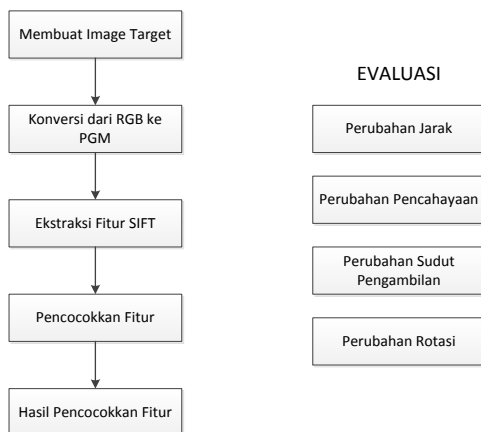 Membuat Image Target
Konversi dari RGB ke
PGM
Ekstraksi Fitur SIFT
Pencocokkan Fitur
Hasil Pencocokkan Fitur
EVALUASI
Perubahan Jarak
Perubahan Pencahayaan
Perubahan Sudut
Pengambilan
Perubahan Rotasi